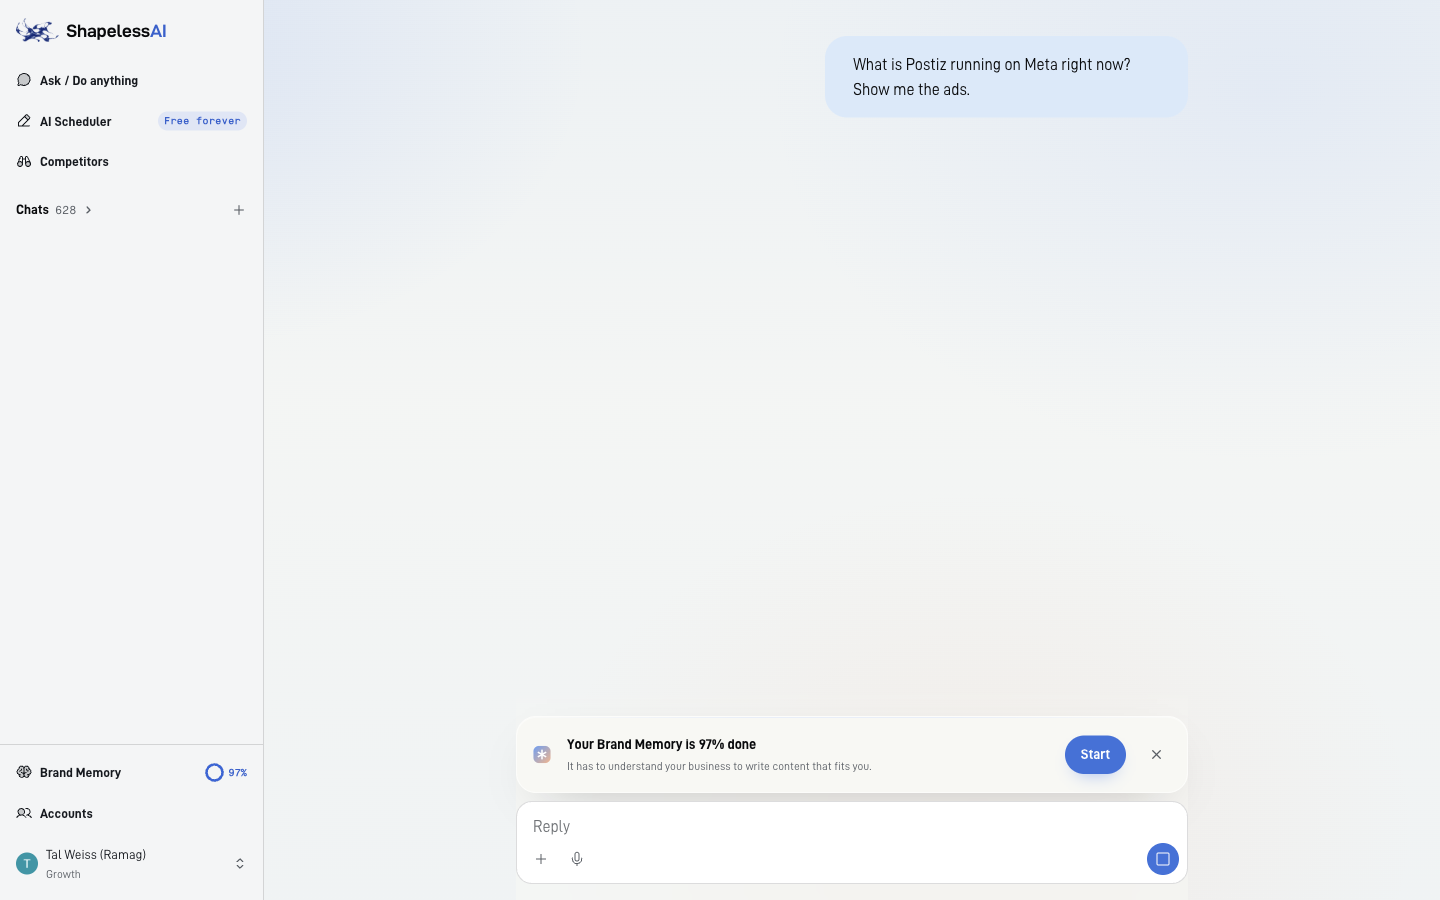 ShapelessAI
Ask / Do anything
AI Scheduler
Free forever
Competitors
Chats 628
What is Postiz running on Meta right now?
Show me the ads.
Your Brand Memory is 97% done
It has to understand your business to write content that fits you.
Start
Reply
Brand Memory
97%
Accounts
T
Tal Weiss (Ramag)
Growth